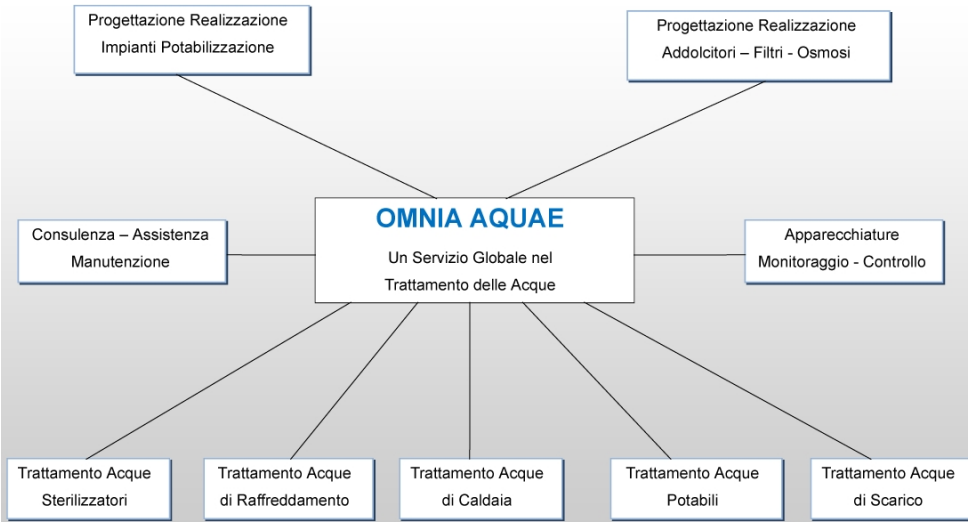 Progettazione Realizzazione
Impianti Potabilizzazione
Progettazione Realizzazione
Addolcitori – Filtri - Osmosi
OMNIA AQUAE
Un Servizio Globale nel
Trattamento delle Acque
Consulenza – Assistenza
Manutenzione
Apparecchiature
Monitoraggio - Controllo
Trattamento Acque
Sterilizzatori
Trattamento Acque
di Raffreddamento
Trattamento Acque
di Caldaia
Trattamento Acque
Potabili
Trattamento Acque
di Scarico